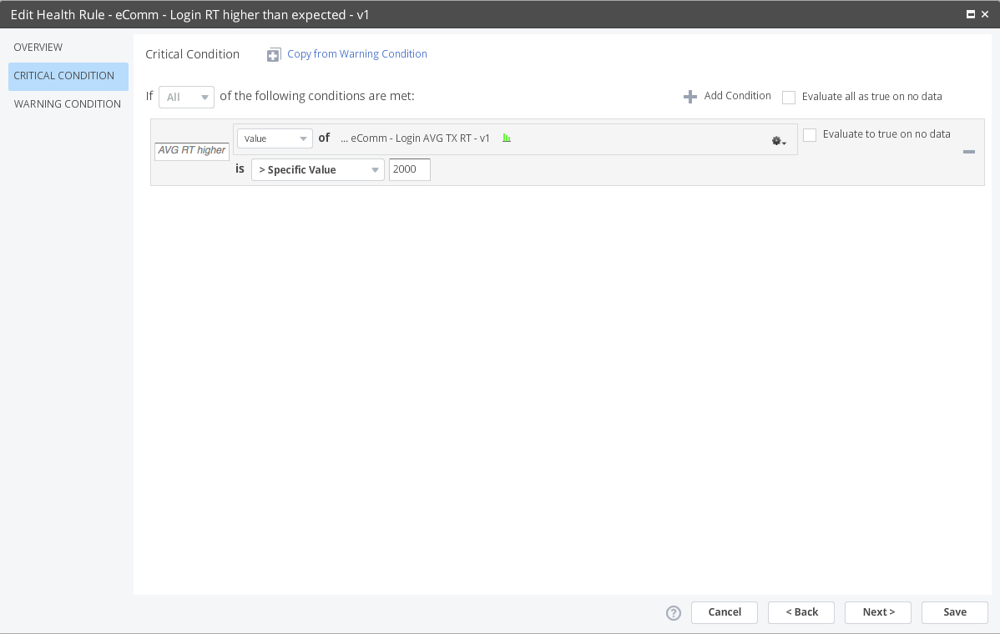 Edit Health Rule - eComm - Login RT higher than expected - v1
OVERVIEW
CRITICAL CONDITION
WARNING CONDITION
Critical Condition
Copy from Warning Condition
If All of the following conditions are met:
Add Condition
Evaluate all as true on no data
AVG RT higher
Value of ... eComm - Login AVG TX RT - v1
Evaluate to true on no data
is > Specific Value 2000
? Cancel < Back Next > Save